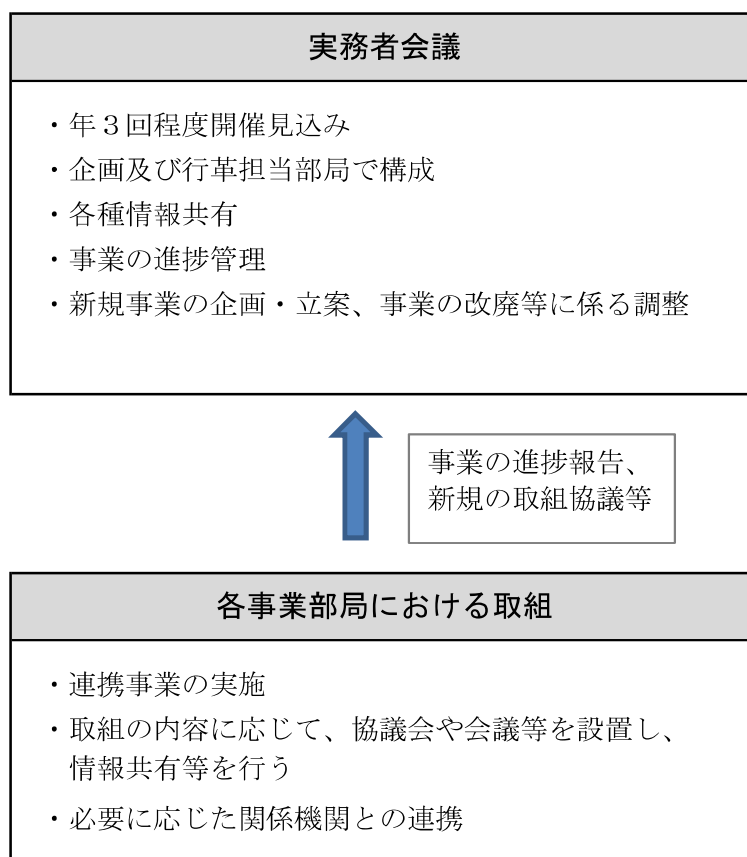 実務者会議
・年３回程度開催見込み
・企画及び行革担当部局で構成
・各種情報共有
・事業の進捗管理
・新規事業の企画・立案、事業の改廃等に係る調整
事業の進捗報告、
新規の取組協議等
各事業部局における取組
・連携事業の実施
・取組の内容に応じて、協議会や会議等を設置し、
情報共有等を行う
・必要に応じた関係機関との連携